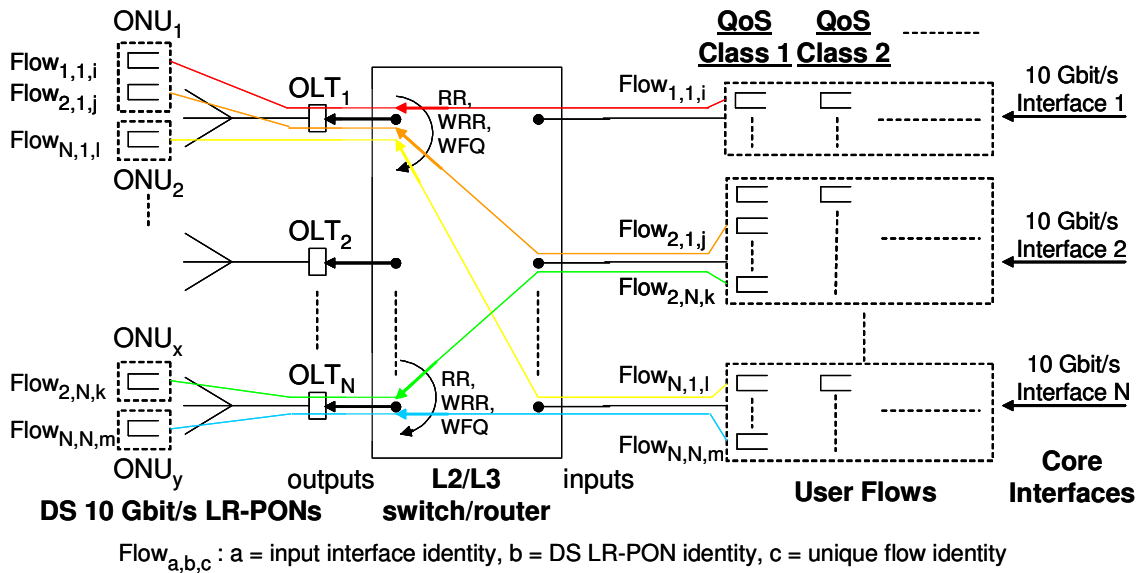 ONU1
Flow1,1,i
Flow2,1,j
FlowN,1,l
ONU2
OLT1
RR,
WRR,
WFQ
Flow1,1,i
QoS
Class 1
QoS
Class 2
10 Gbit/s
Interface 1
OLT2
Flow2,1,j
Flow2,N,k
10 Gbit/s
Interface 2
ONUx
Flow2,N,k
FlowN,N,m
ONUy
OLTN
RR,
WRR,
WFQ
FlowN,1,l
FlowN,N,m
10 Gbit/s
Interface N
outputs
L2/L3
switch/router
inputs
User Flows
Core
Interfaces
DS 10 Gbit/s LR-PONs
Flowa,b,c : a = input interface identity, b = DS LR-PON identity, c = unique flow identity